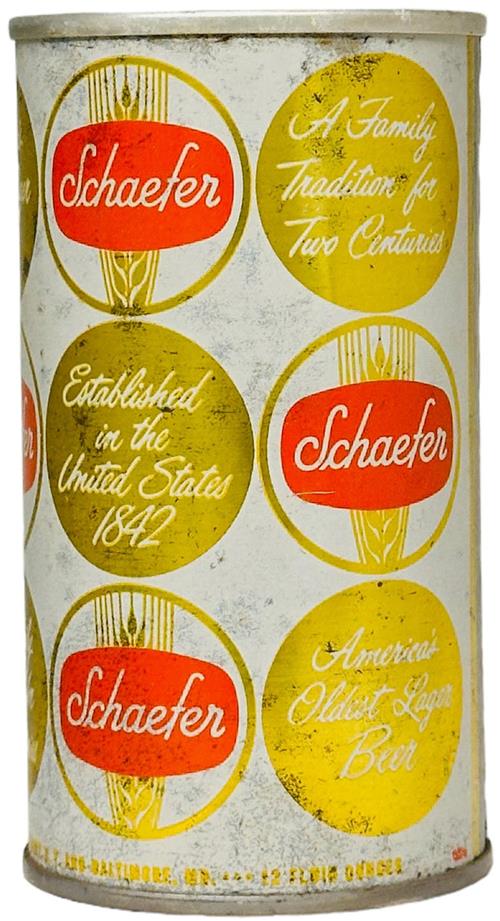 Schaefer
A Family
Tradition for
Two Centuries
Established
in the
United States
1842
Schaefer
Schaefer
America's
Oldest Lager
Beer
AND BALTIMORE, MD. 12 FLUID OUNCES